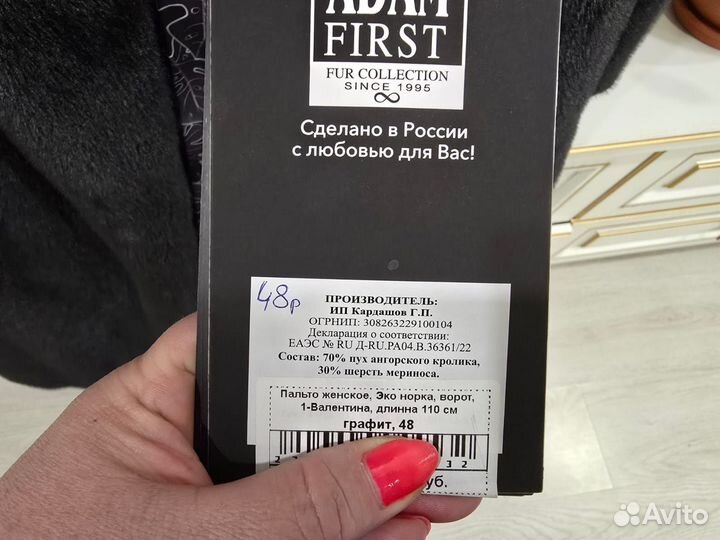 ADAM
FIRST
FUR COLLECTION
SINCE 1995
Сделано в России
с любовью для Вас!
48р
ПРОИЗВОДИТЕЛЬ:
ИП Кардашов Г.П.
ОГРНИП: 308263229100104
Декларация о соответствии:
ЕАЭС № RU Д-RU.РА04.В.36361/22
Состав: 70% пух ангорского кролика,
30% шерсть мериноса.
Пальто женское, Эко норка, ворот,
1-Валентина, длинна 110 см
графит, 48
уб.
Avito